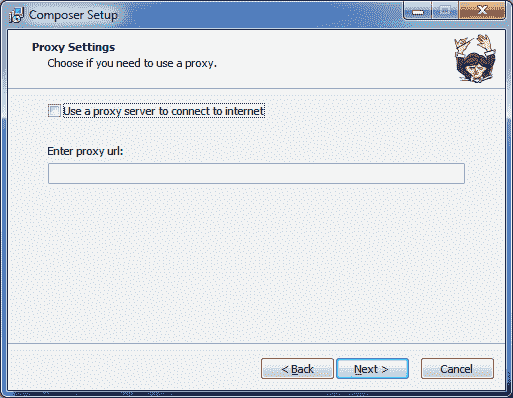 Composer Setup
Proxy Settings
Choose if you need to use a proxy.
Use a proxy server to connect to internet
Enter proxy url:
< Back
Next >
Cancel